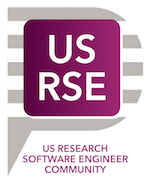 US
RSE
US RESEARCH
SOFTWARE ENGINEER
COMMUNITY